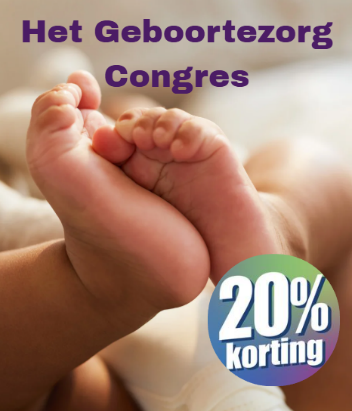 Het Geboortezorg
Congres
20%
korting